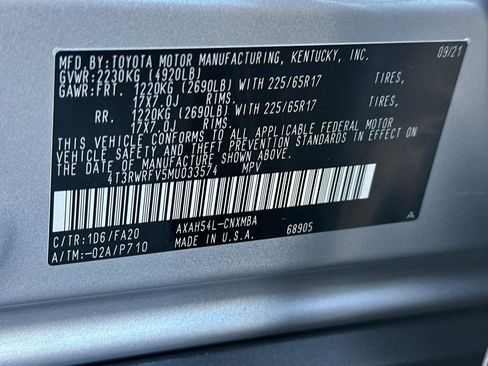 MFD. BY: TOYOTA MOTOR MANUFACTURING, KENTUCKY, INC. 09/21
GVWR: 2230KG (4920LB)
GAWR: FRT. 1220KG (2690LB) WITH 225/65R17 TIRES,
17X7.0J RIMS.
RR. 1220KG (2690LB) WITH 225/65R17 TIRES,
17X7.0J RIMS.
THIS VEHICLE CONFORMS TO ALL APPLICABLE FEDERAL MOTOR
VEHICLE SAFETY AND THEFT PREVENTION STANDARDS IN EFFECT ON
THE DATE OF MANUFACTURE SHOWN ABOVE.
4T3RWRFV5MU033574 MPV
C/TR: 1D6/FA20 AXAH54L-CNXMBA A
A/TM: -02A/P710 MADE IN U.S.A. 68905